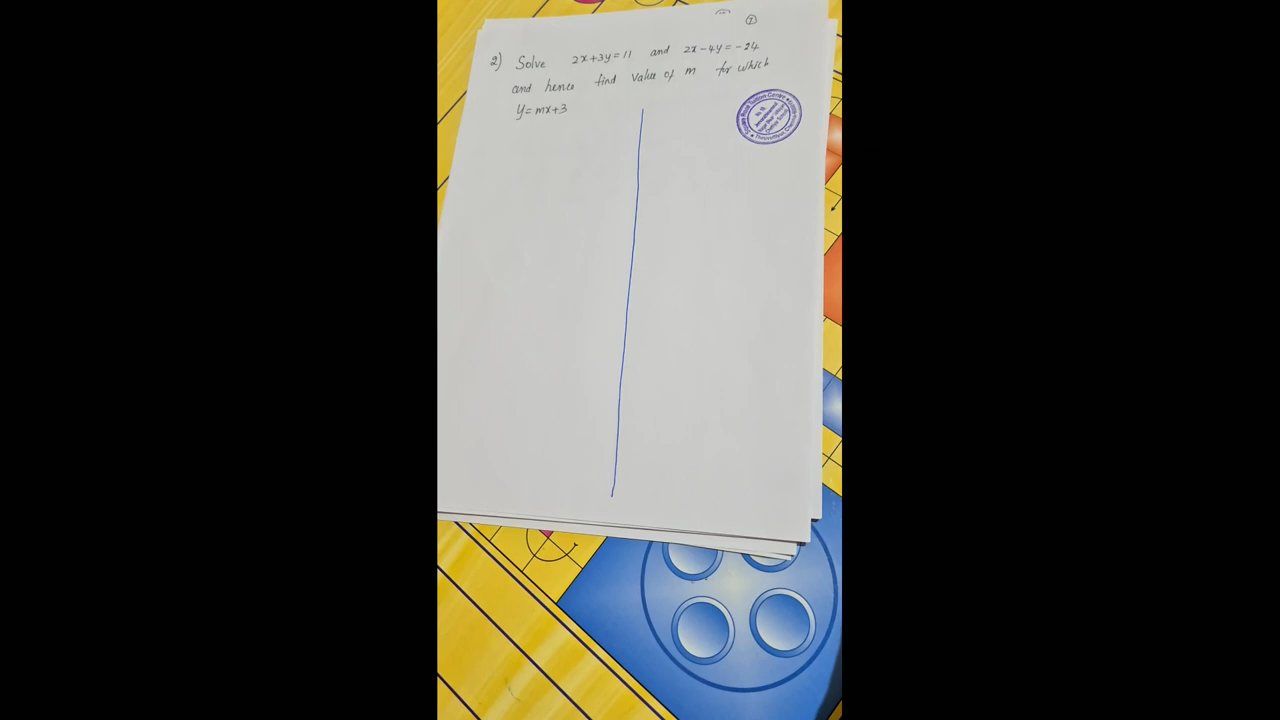 2) Solve 2x+3y=11 and 2x-4y=-24
and hence find value of m for which
y=mx+3